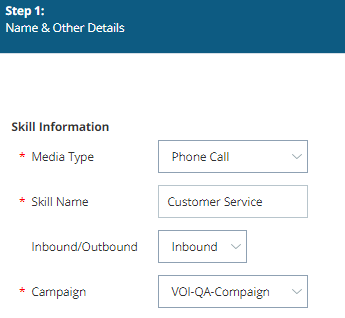 Step 1:
Name & Other Details
Skill Information
* Media Type Phone Call
* Skill Name Customer Service
Inbound/Outbound Inbound
* Campaign VOI-QA-Compaign